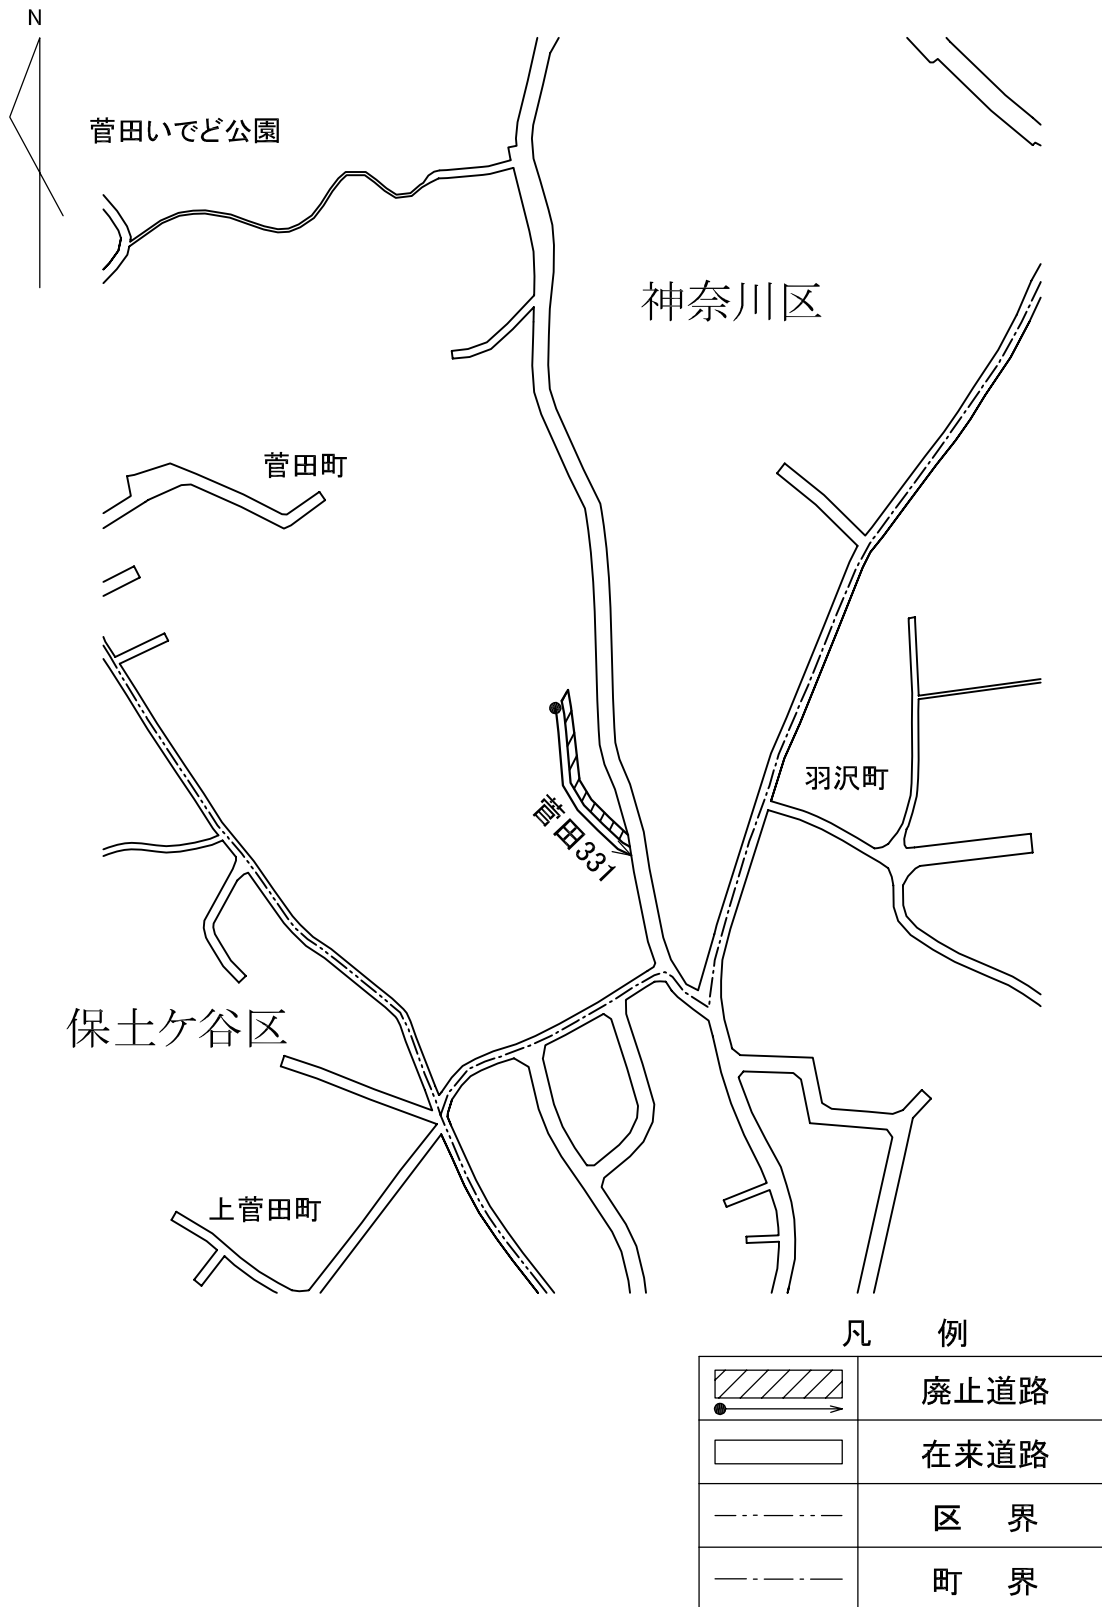 N
菅田いでど公園
神奈川区
菅田町
羽沢町
菅田331
保土ケ谷区
上菅田町
凡 例
廃止道路
在来道路
区 界
町 界